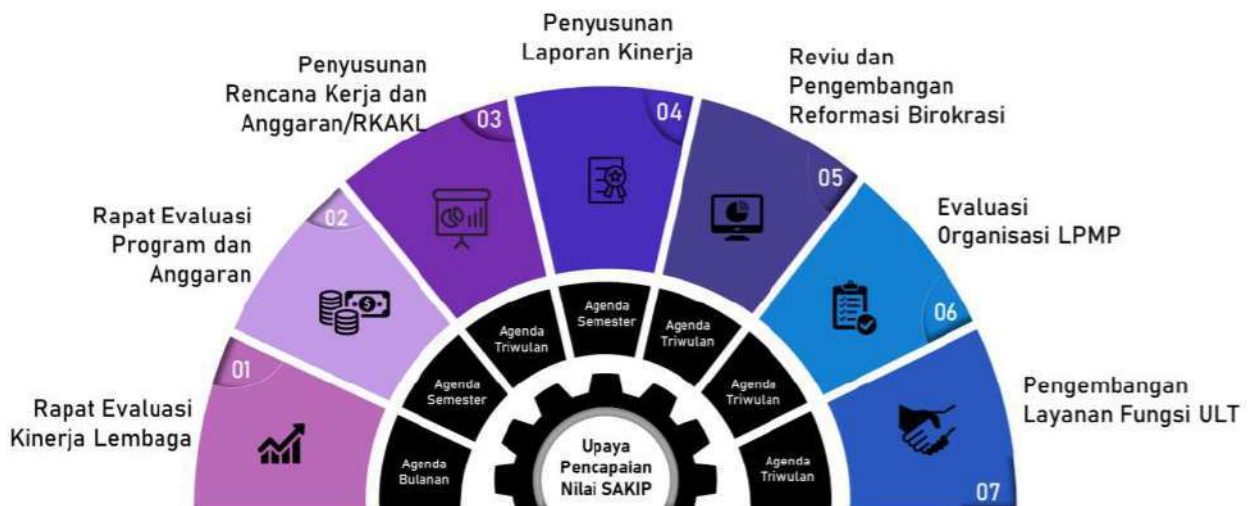 Penyusunan
Laporan Kinerja
Penyusunan
Rencana Kerja dan
Anggaran/RKAKL
Reviu dan
Pengembangan
Reformasi Birokrasi
Rapat Evaluasi
Program dan
Anggaran
Evaluasi
Organisasi LPMP
Rapat Evaluasi
Kinerja Lembaga
Pengembangan
Layanan Fungsi ULT
01
02
03
04
05
06
07
Agenda
Bulanan
Agenda
Semester
Agenda
Triwulan
Agenda
Semester
Agenda
Triwulan
Agenda
Triwulan
Agenda
Triwulan
Upaya
Pencapaian
Nilai SAKIP